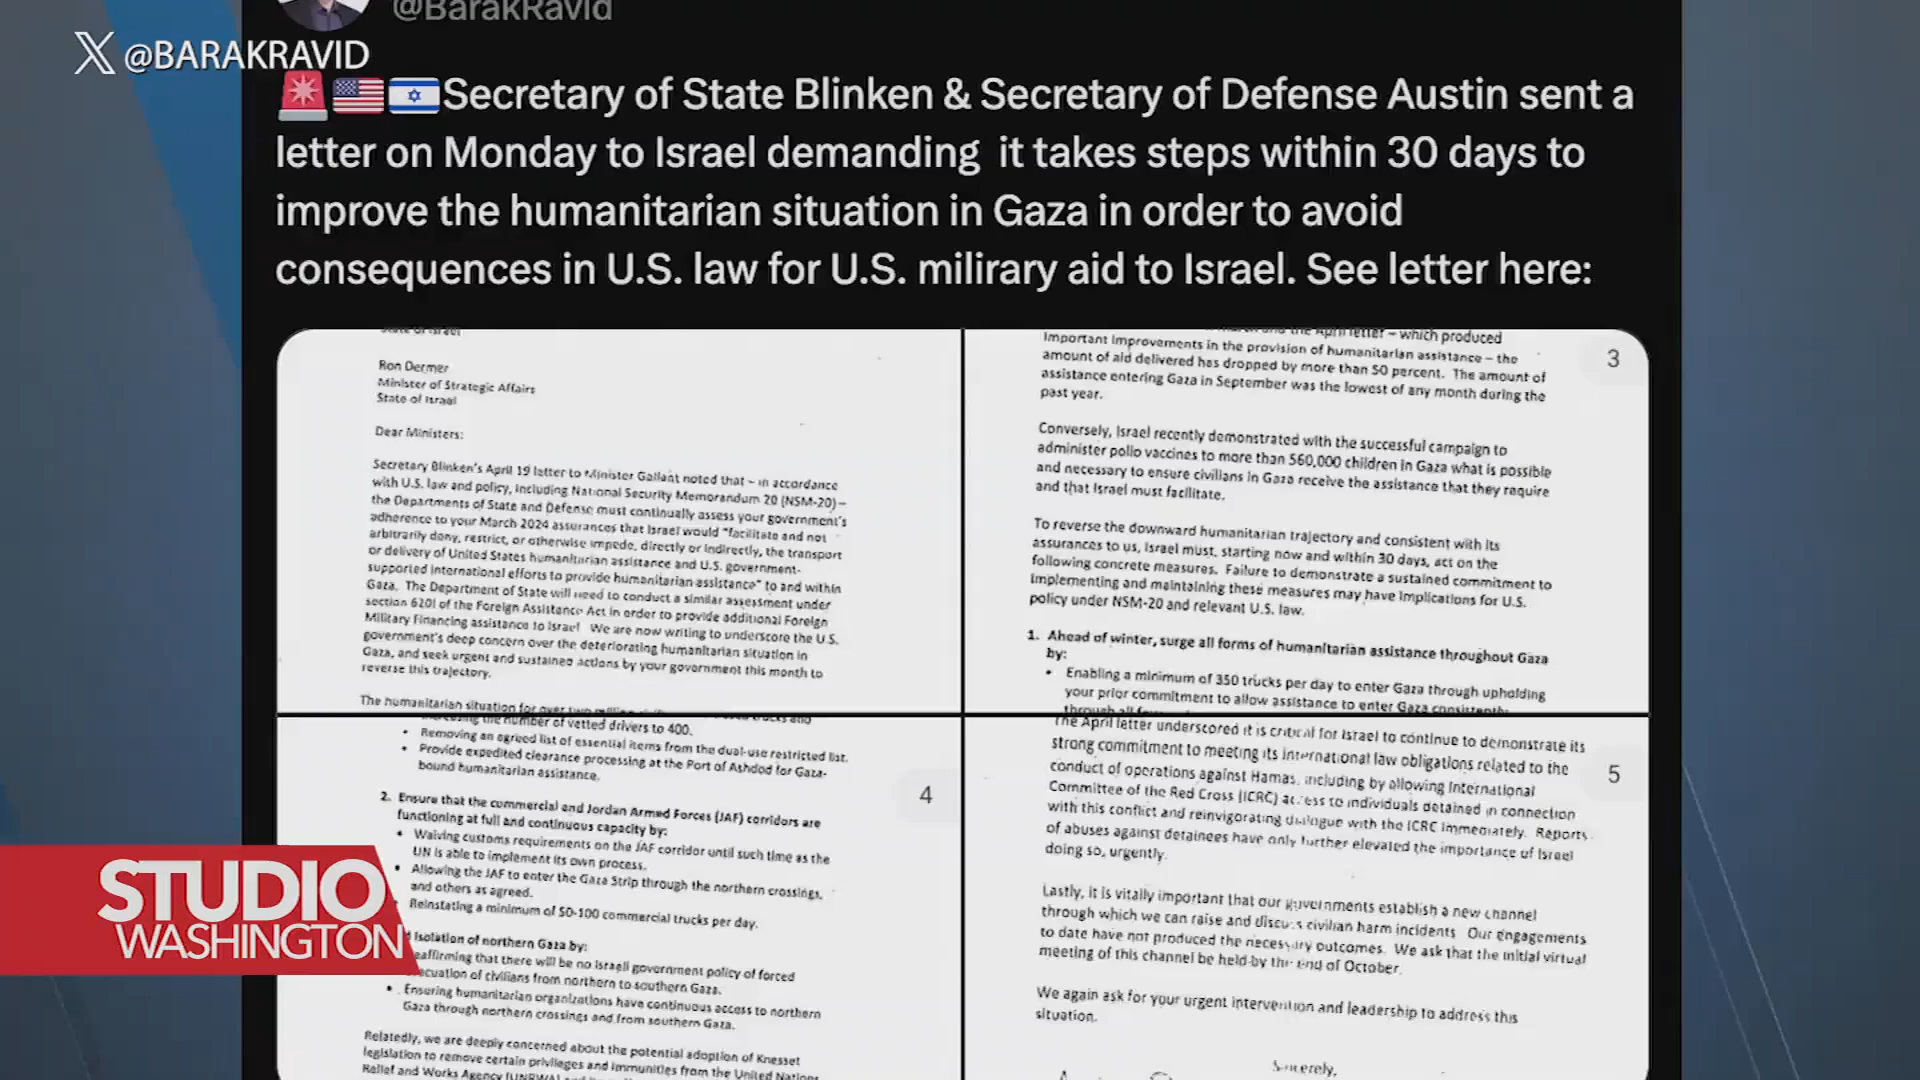 @BarakRavid
X @BARAKRAVID
Secretary of State Blinken & Secretary of Defense Austin sent a
letter on Monday to Israel demanding it takes steps within 30 days to
improve the humanitarian situation in Gaza in order to avoid
consequences in U.S. law for U.S. milirary aid to Israel. See letter here:
State of Israel
Ron Dermer
Minister of Strategic Affairs
State of Israel
Dear Ministers:
Secretary Blinken's April 19 letter to Minister Gallant noted that – in accordance
with U.S. law and policy, including National Security Memorandum 20 (NSM-20) –
the Departments of State and Defense must continually assess your government's
adherence to your March 2024 assurances that Israel would "facilitate and not
arbitrarily deny, restrict, or otherwise impede, directly or indirectly, the transport
or delivery of United States humanitarian assistance and U.S. government-
supported international efforts to provide humanitarian assistance" to and within
Gaza. The Department of State will need to conduct a similar assessment under
section 620I of the Foreign Assistance Act in order to provide additional Foreign
Military Financing assistance to Israel We are now writing to underscore the U.S.
government's deep concern over the deteriorating humanitarian situation in
Gaza, and seek urgent and sustained actions by your government this month to
reverse this trajectory.
The humanitarian situation for over two
3
the April letter – which produced
important improvements in the provision of humanitarian assistance – the
amount of aid delivered has dropped by more than 50 percent. The amount of
assistance entering Gaza in September was the lowest of any month during the
past year.
Conversely, Israel recently demonstrated with the successful campaign to
administer polio vaccines to more than 560,000 children in Gaza what is possible
and necessary to ensure civilians in Gaza receive the assistance that they require
and that Israel must facilitate.
To reverse the downward humanitarian trajectory and consistent with its
assurances to us, Israel must, starting now and within 30 days, act on the
following concrete measures. Failure to demonstrate a sustained commitment to
implementing and maintaining these measures may have implications for U.S.
policy under NSM-20 and relevant U.S. law.
1. Ahead of winter, surge all forms of humanitarian assistance throughout Gaza
by:
• Enabling a minimum of 350 trucks per day to enter Gaza through upholding
your prior commitment to allow assistance to enter Gaza consistently
through all
trucks and
increasing the number of vetted drivers to 400.
• Removing an agreed list of essential items from the dual-use restricted list.
• Provide expedited clearance processing at the Port of Ashdod for Gaza-
bound humanitarian assistance.
4
2. Ensure that the commercial and Jordan Armed Forces (JAF) corridors are
functioning at full and continuous capacity by:
• Waiving customs requirements on the JAF corridor until such time as the
UN is able to implement its own process.
• Allowing the JAF to enter the Gaza Strip through the northern crossings,
and others as agreed.
Reinstating a minimum of 50-100 commercial trucks per day.
isolation of northern Gaza by:
eaffirming that there will be no Israeli government policy of forced
acuation of civilians from northern to southern Gaza.
• Ensuring humanitarian organizations have continuous access to northern
Gaza through northern crossings and from southern Gaza.
Relatedly, we are deeply concerned about the potential adoption of Knesset
legislation to remove certain privileges and immunities from the United Nations
Relief and Works Agency (UNRWA) and
5
The April letter underscored it is critical for Israel to continue to demonstrate its
strong commitment to meeting its international law obligations related to the
conduct of operations against Hamas, including by allowing International
Committee of the Red Cross (ICRC) access to individuals detained in connection
with this conflict and reinvigorating dialogue with the ICRC immediately. Reports
of abuses against detainees have only further elevated the importance of Israel
doing so, urgently.
Lastly, it is vitally important that our governments establish a new channel
through which we can raise and discuss civilian harm incidents Our engagements
to date have not produced the necessary outcomes. We ask that the initial virtual
meeting of this channel be held by the end of October.
We again ask for your urgent intervention and leadership to address this
situation.
Sincerely,
STUDIO
WASHINGTON